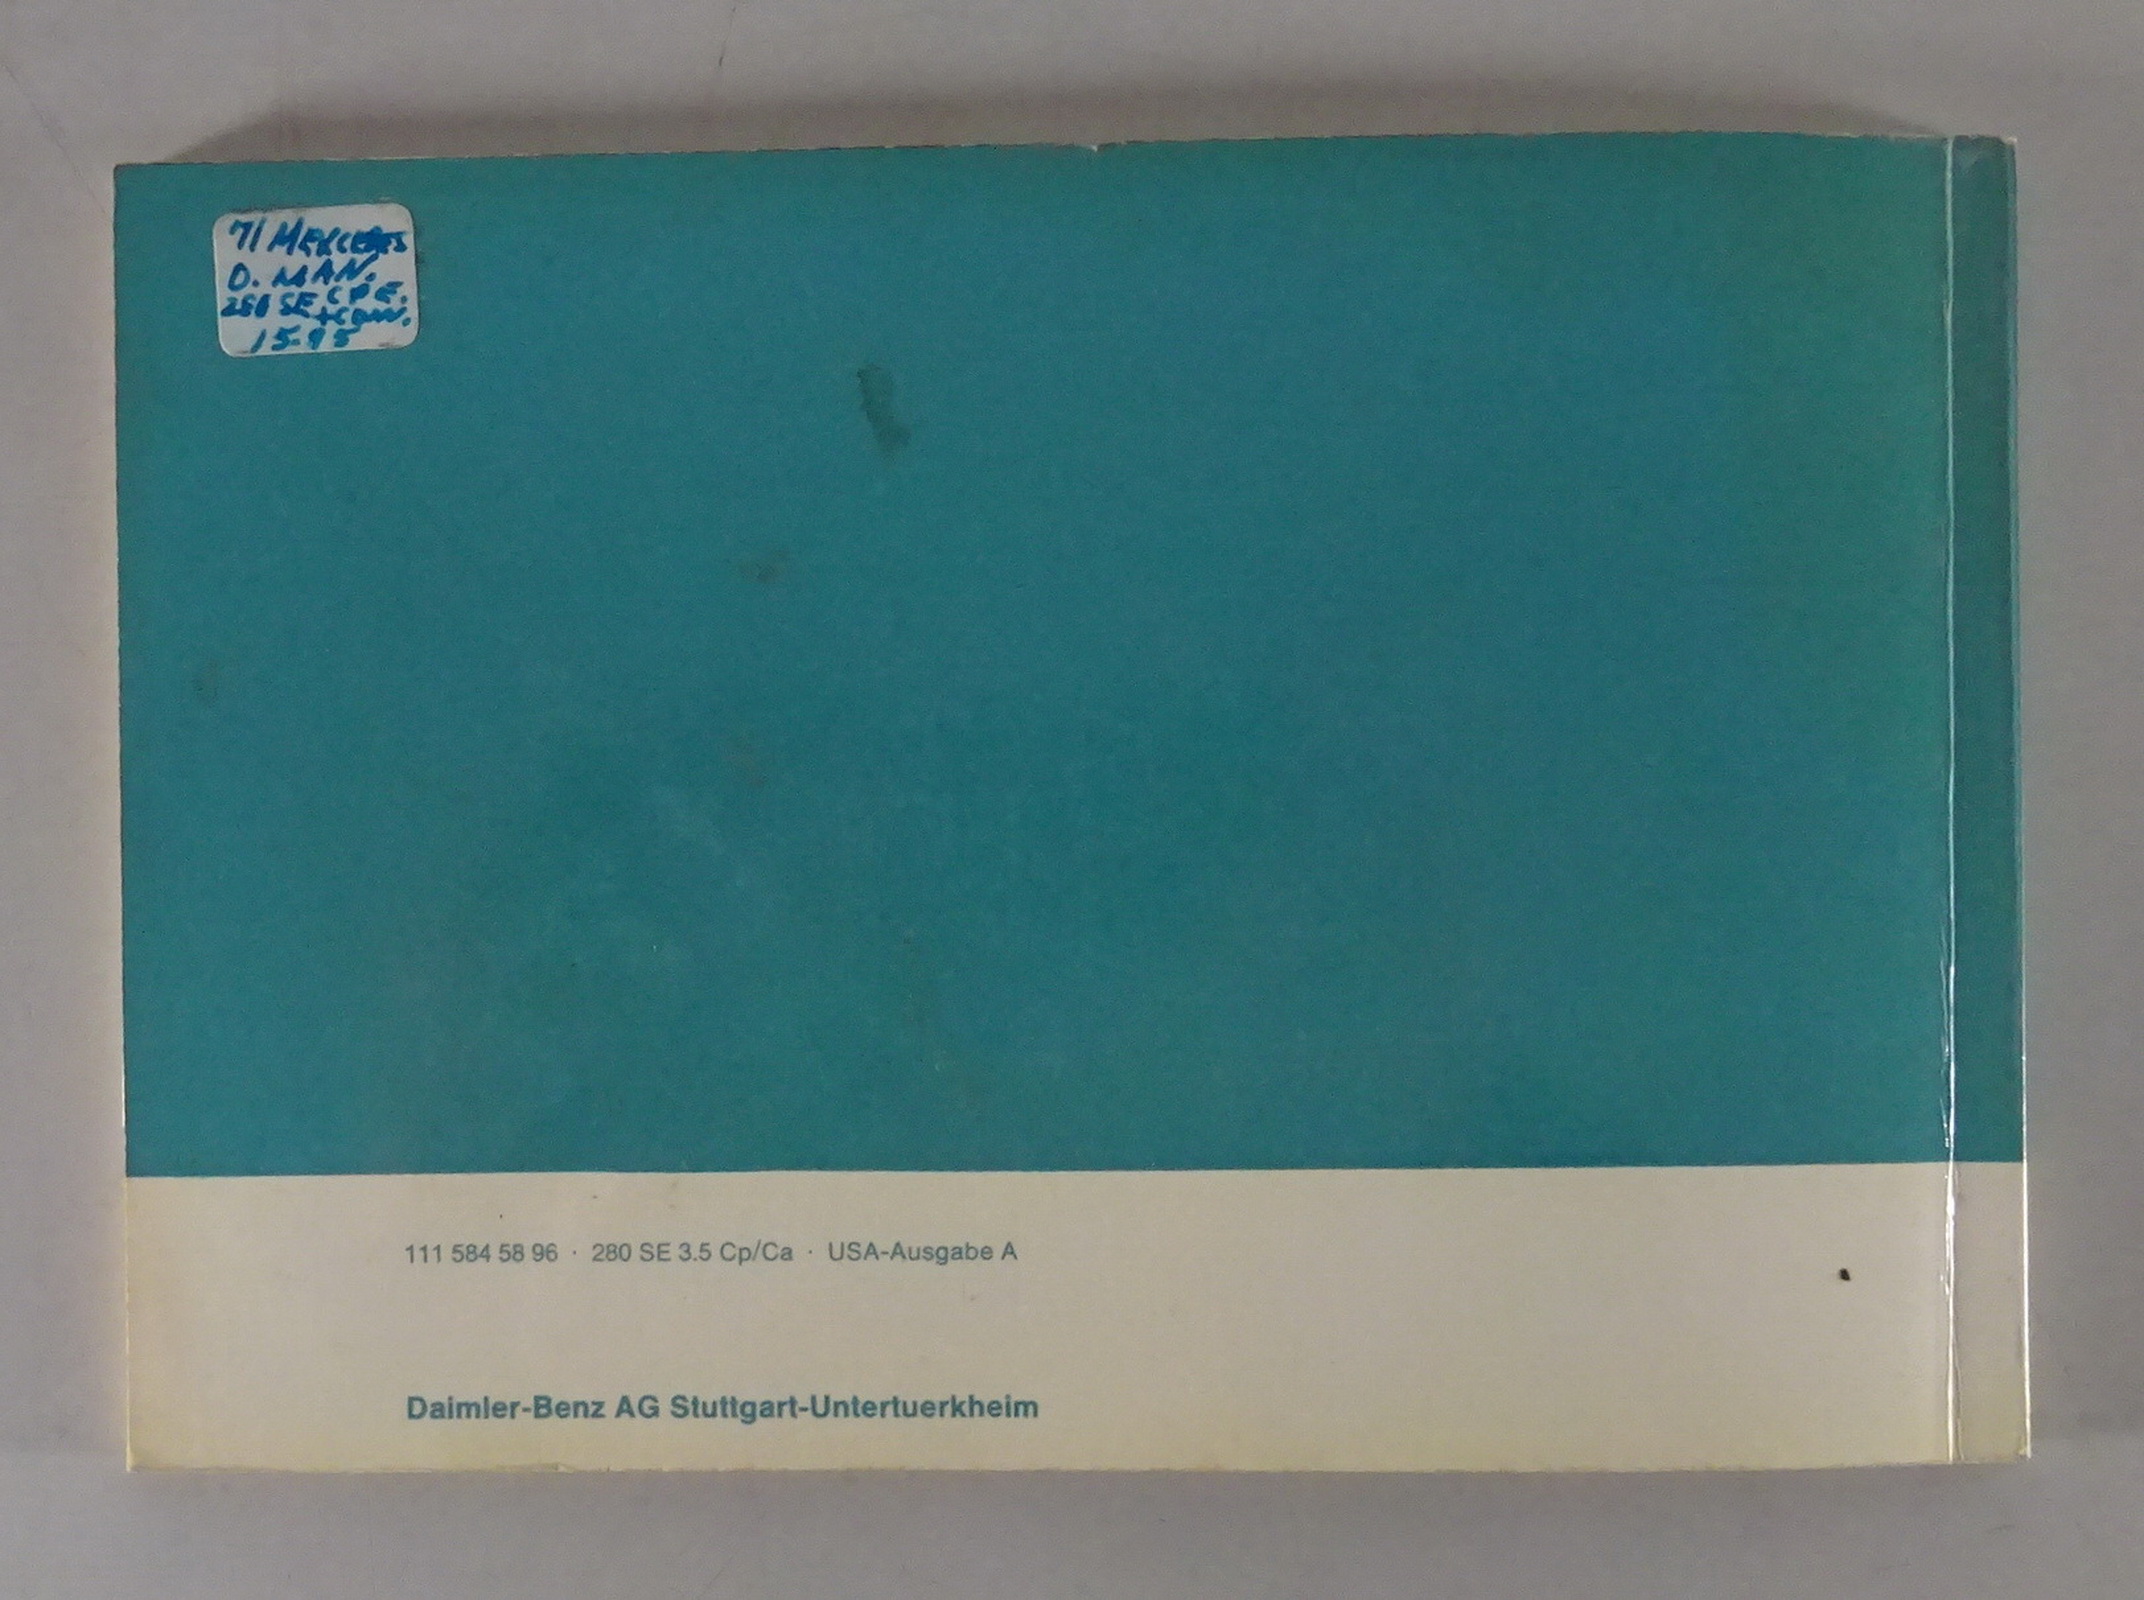 71 MERCEDES
O. MAN.
280 SE CPE.
+ CONV.
15.95
111 584 58 96 · 280 SE 3.5 Cp/Ca · USA-Ausgabe A
Daimler-Benz AG Stuttgart-Untertuerkheim